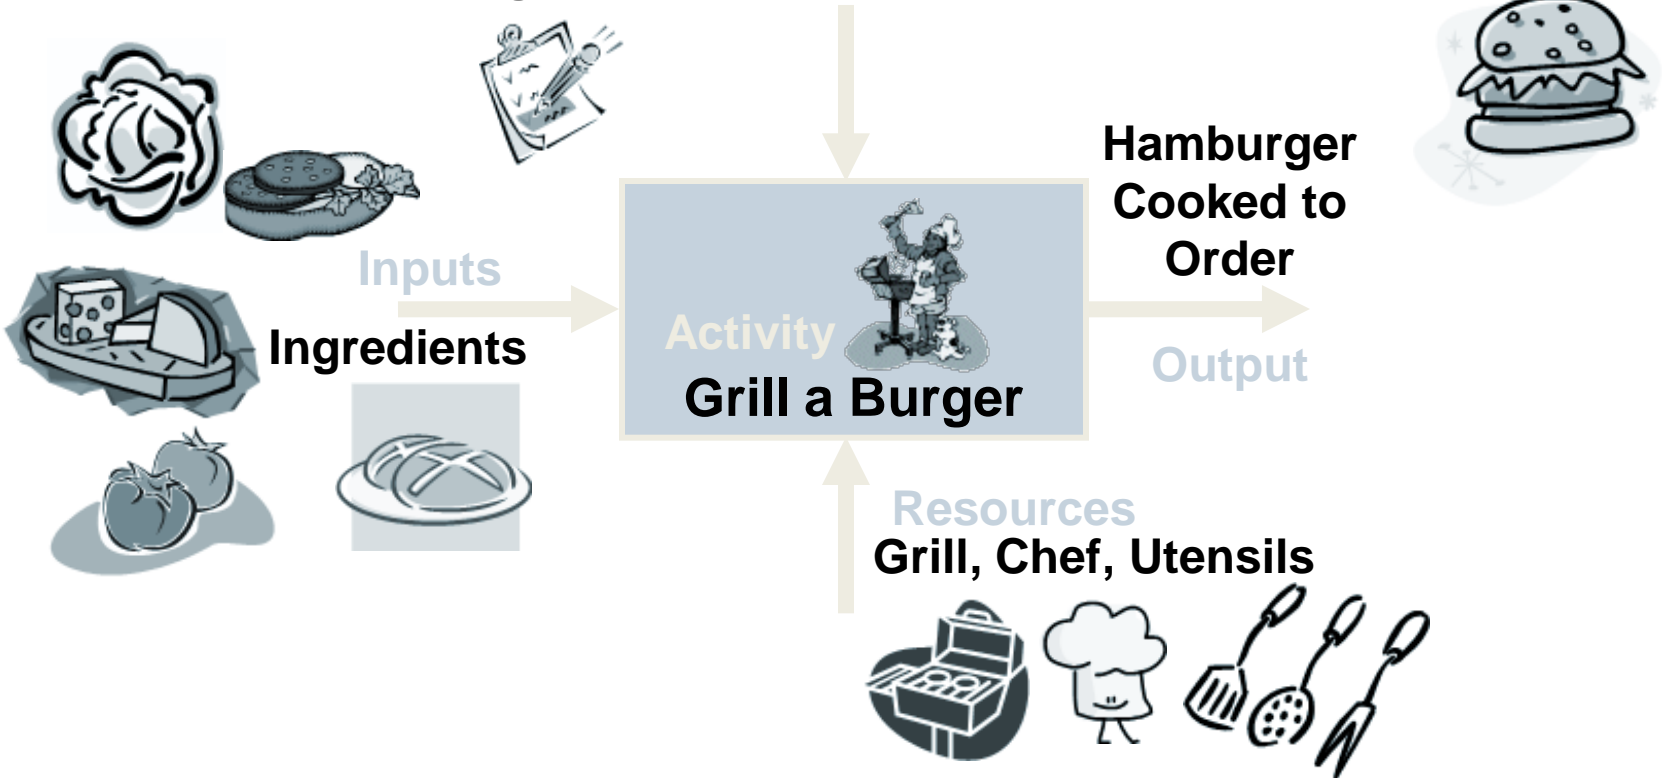 Inputs
Ingredients
Activity
Grill a Burger
Hamburger
Cooked to
Order
Output
Resources
Grill, Chef, Utensils